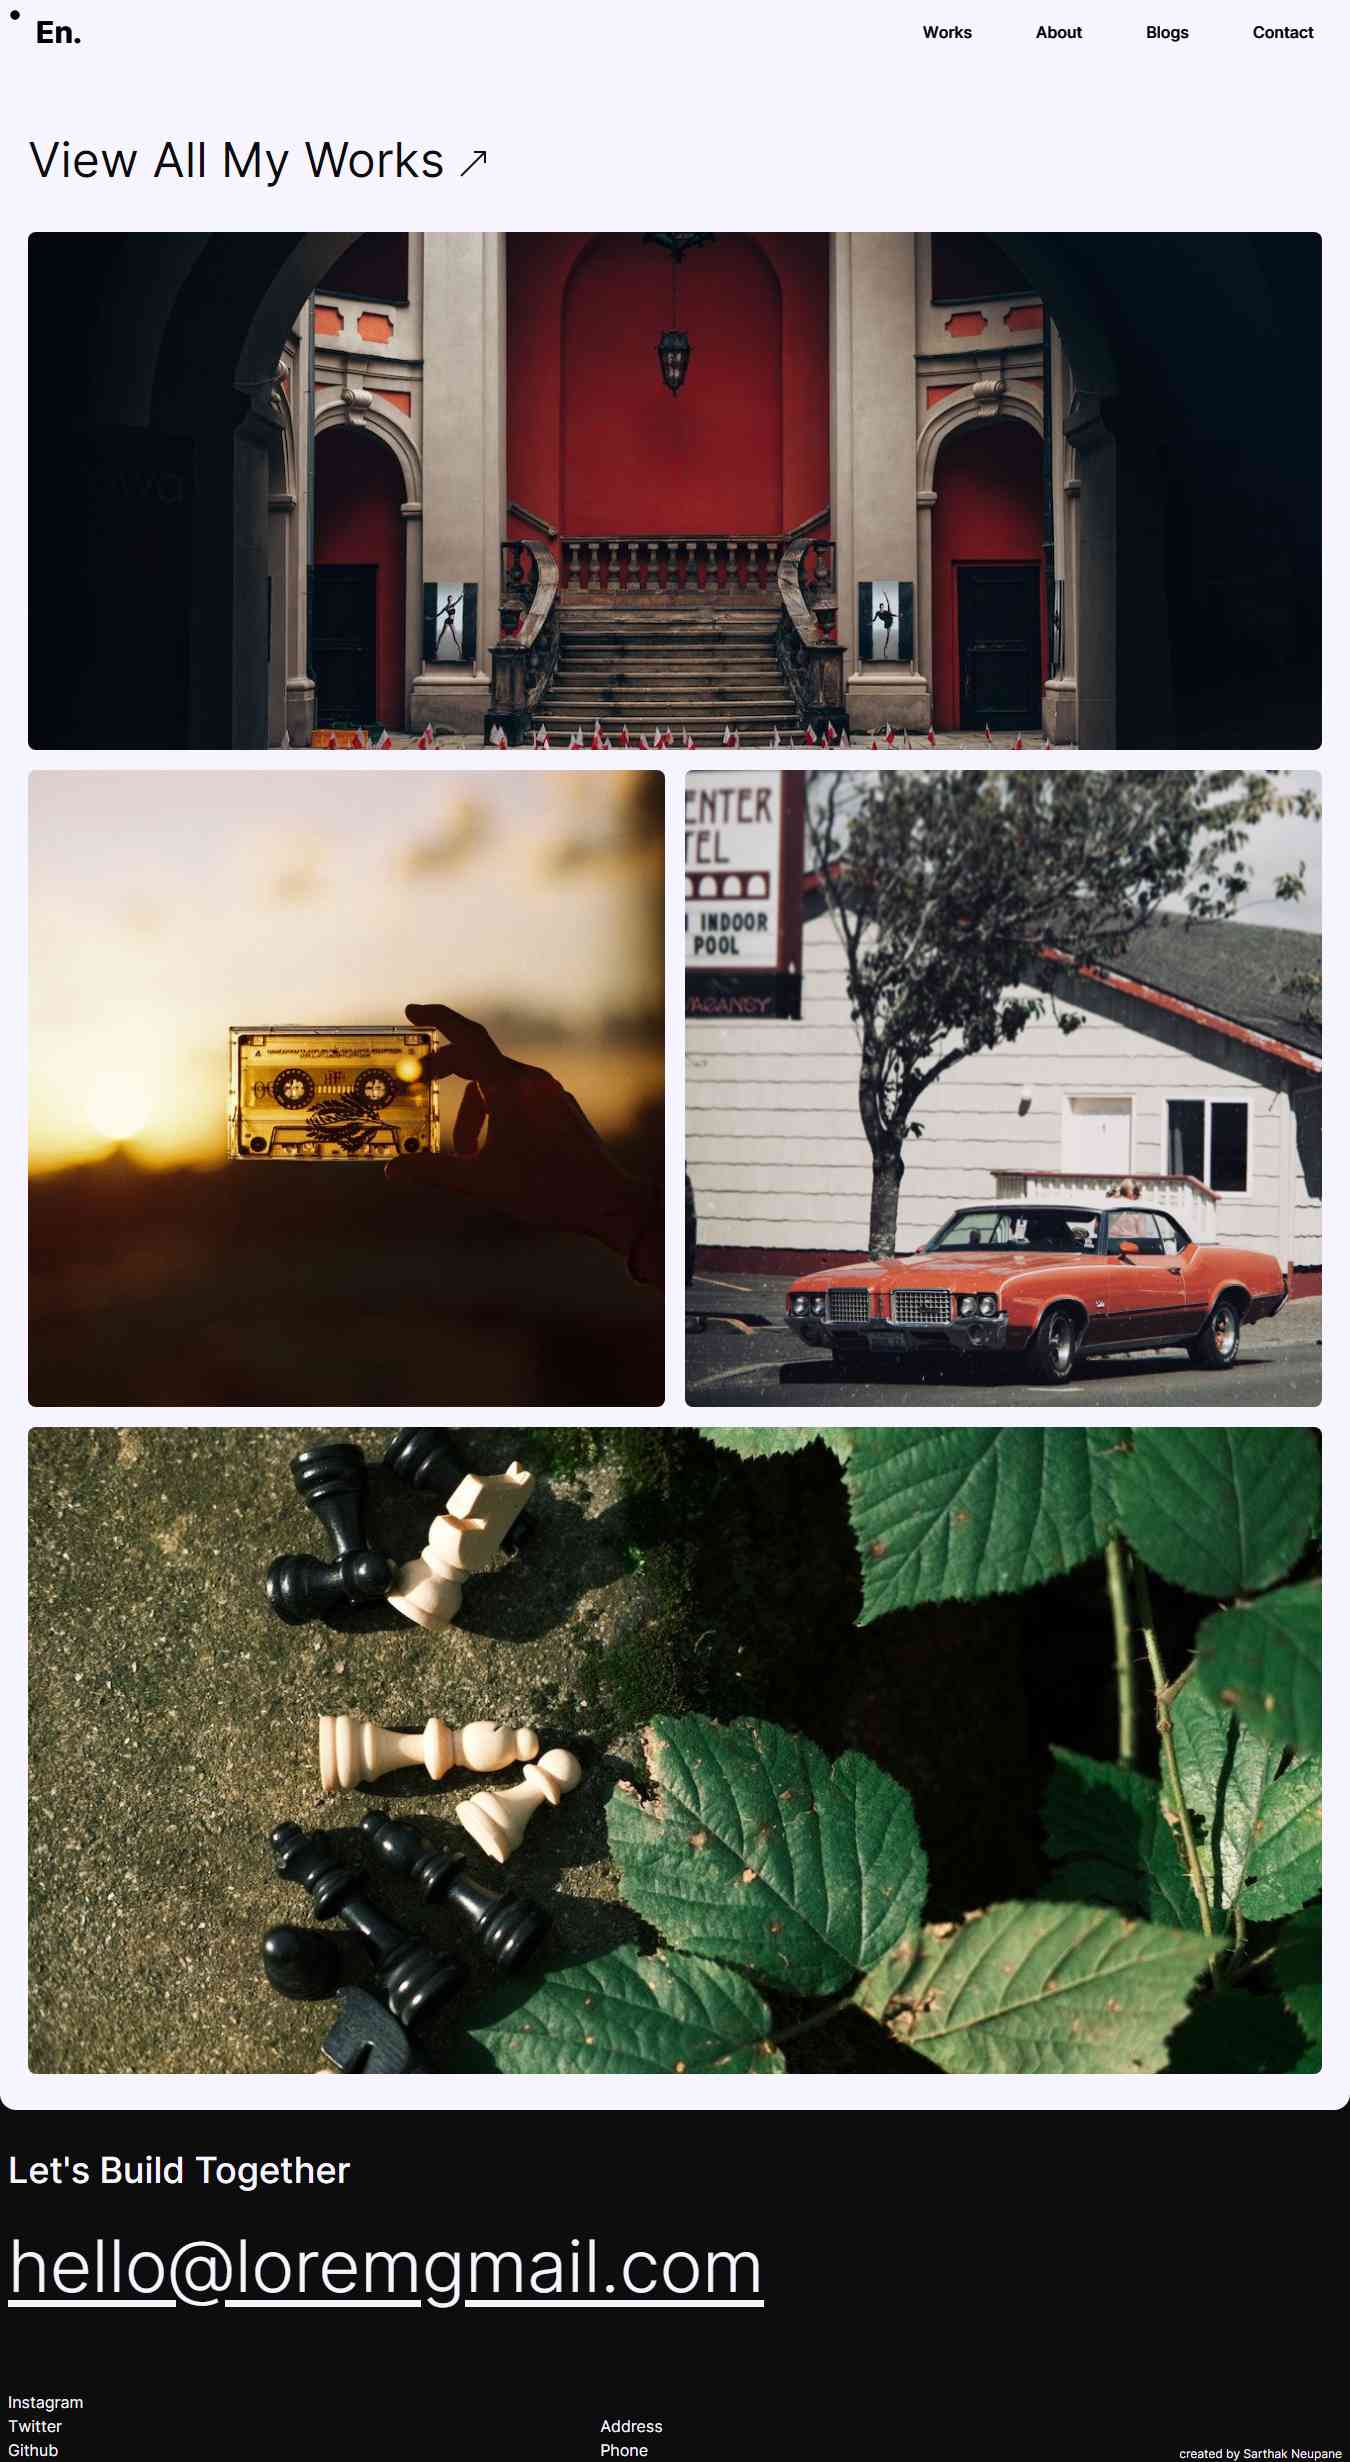 En.
Works
About
Blogs
Contact
View All My Works
ENTER
TEL
INDOOR
POOL
VACANCY
Let's Build Together
hello@loremgmail.com
Instagram
Twitter
Github
Address
Phone
created by Sarthak Neupane